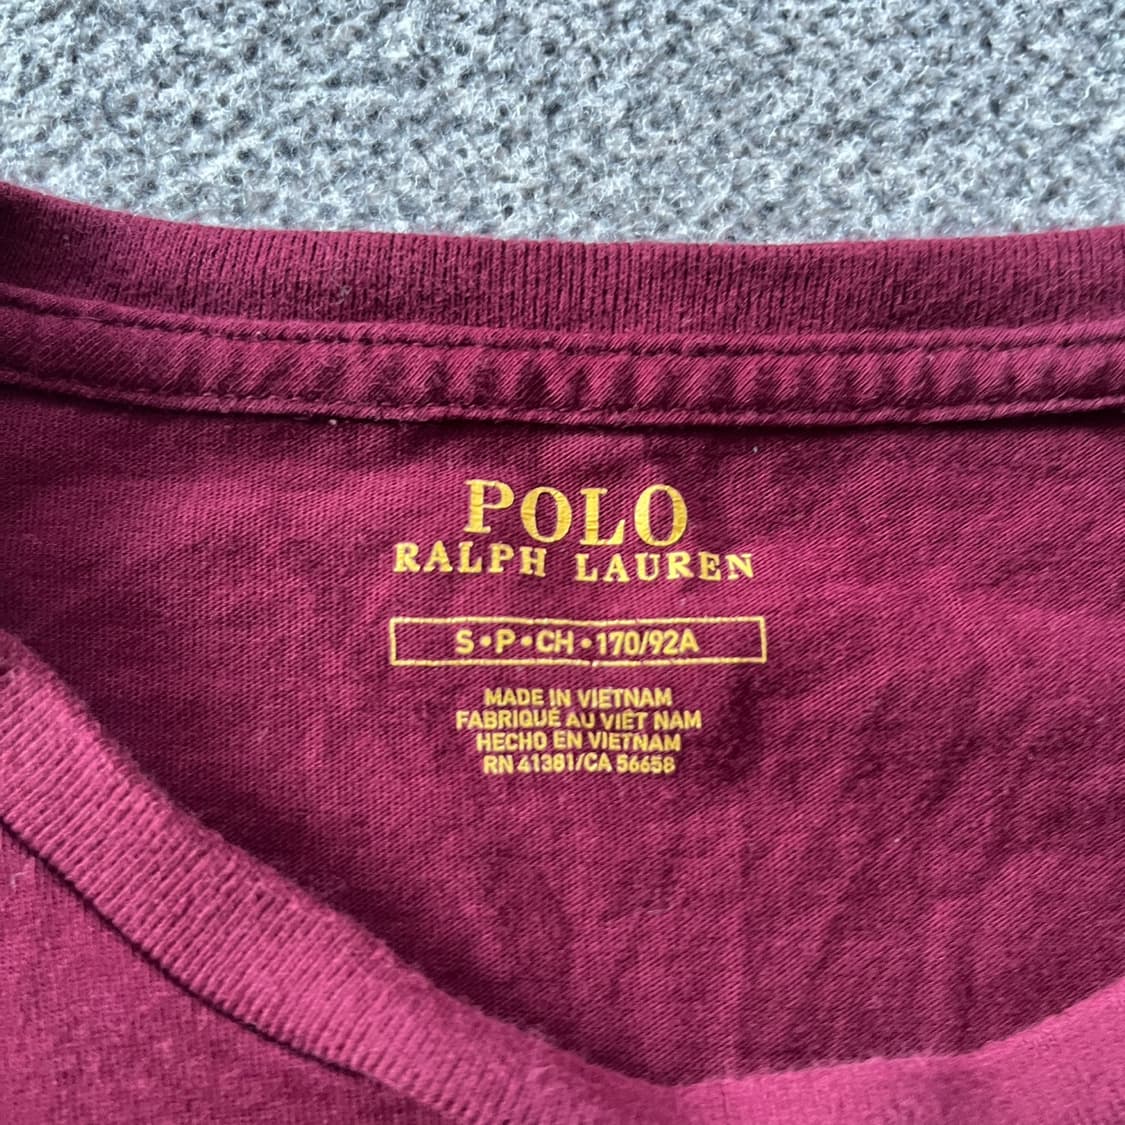 POLO
RALPH LAUREN
S•P•CH•170/92A
MADE IN VIETNAM
FABRIQUÉ AU VIÊT NAM
HECHO EN VIETNAM
RN 41381/CA 56658